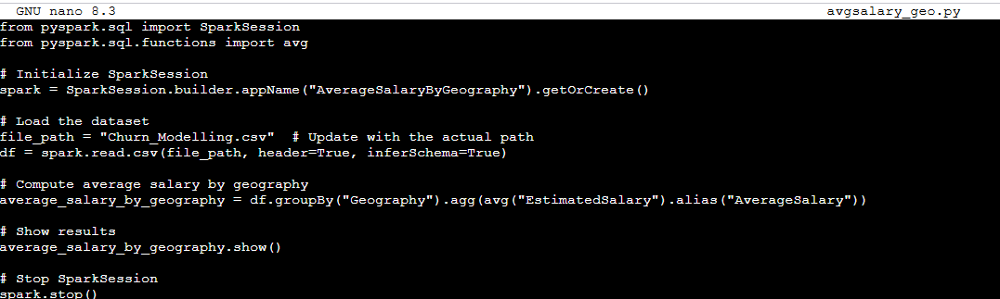 GNU nano 8.3 avgsalary_geo.py
from pyspark.sql import SparkSession
from pyspark.sql.functions import avg
# Initialize SparkSession
spark = SparkSession.builder.appName("AverageSalaryByGeography").getOrCreate()
# Load the dataset
file_path = "Churn_Modelling.csv"  # Update with the actual path
df = spark.read.csv(file_path, header=True, inferSchema=True)
# Compute average salary by geography
average_salary_by_geography = df.groupBy("Geography").agg(avg("EstimatedSalary").alias("AverageSalary"))
# Show results
average_salary_by_geography.show()
# Stop SparkSession
spark.stop()